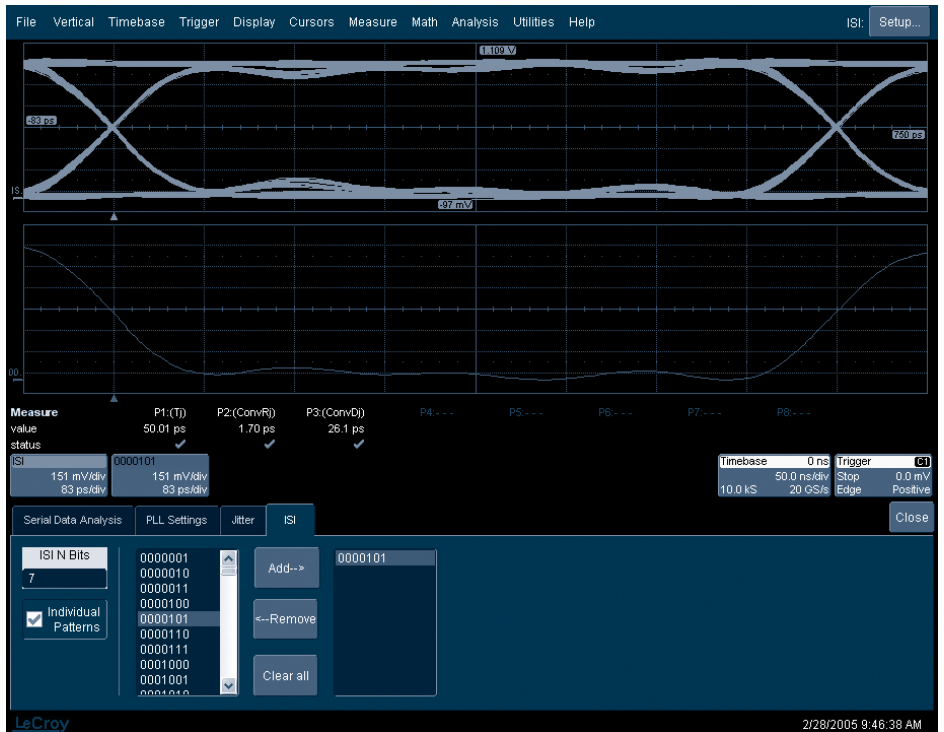 File Vertical Timebase Trigger Display Cursors Measure Math Analysis Utilities Help ISI: Setup...
1.109 V
-83 ps
750 ps
IS.
-97 mV
00.
Measure P1:(Tj) P2:(ConvRj) P3:(ConvDj) P4:- - - P5:- - - P6:- - - P7:- - - P8:- - -
value 50.01 ps 1.70 ps 26.1 ps
status
ISI 0000101
151 mV/div 151 mV/div
83 ps/div 83 ps/div
Timebase 0 ns Trigger C1
50.0 ns/div Stop 0.0 mV
10.0 kS 20 GS/s Edge Positive
Serial Data Analysis PLL Settings Jitter ISI Close
ISI N Bits
7
Individual
Patterns
0000001
0000010
0000011
0000100
0000101
0000110
0000111
0001000
0001001
0001010
Add-->
<--Remove
Clear all
0000101
LeCroy 2/28/2005 9:46:38 AM